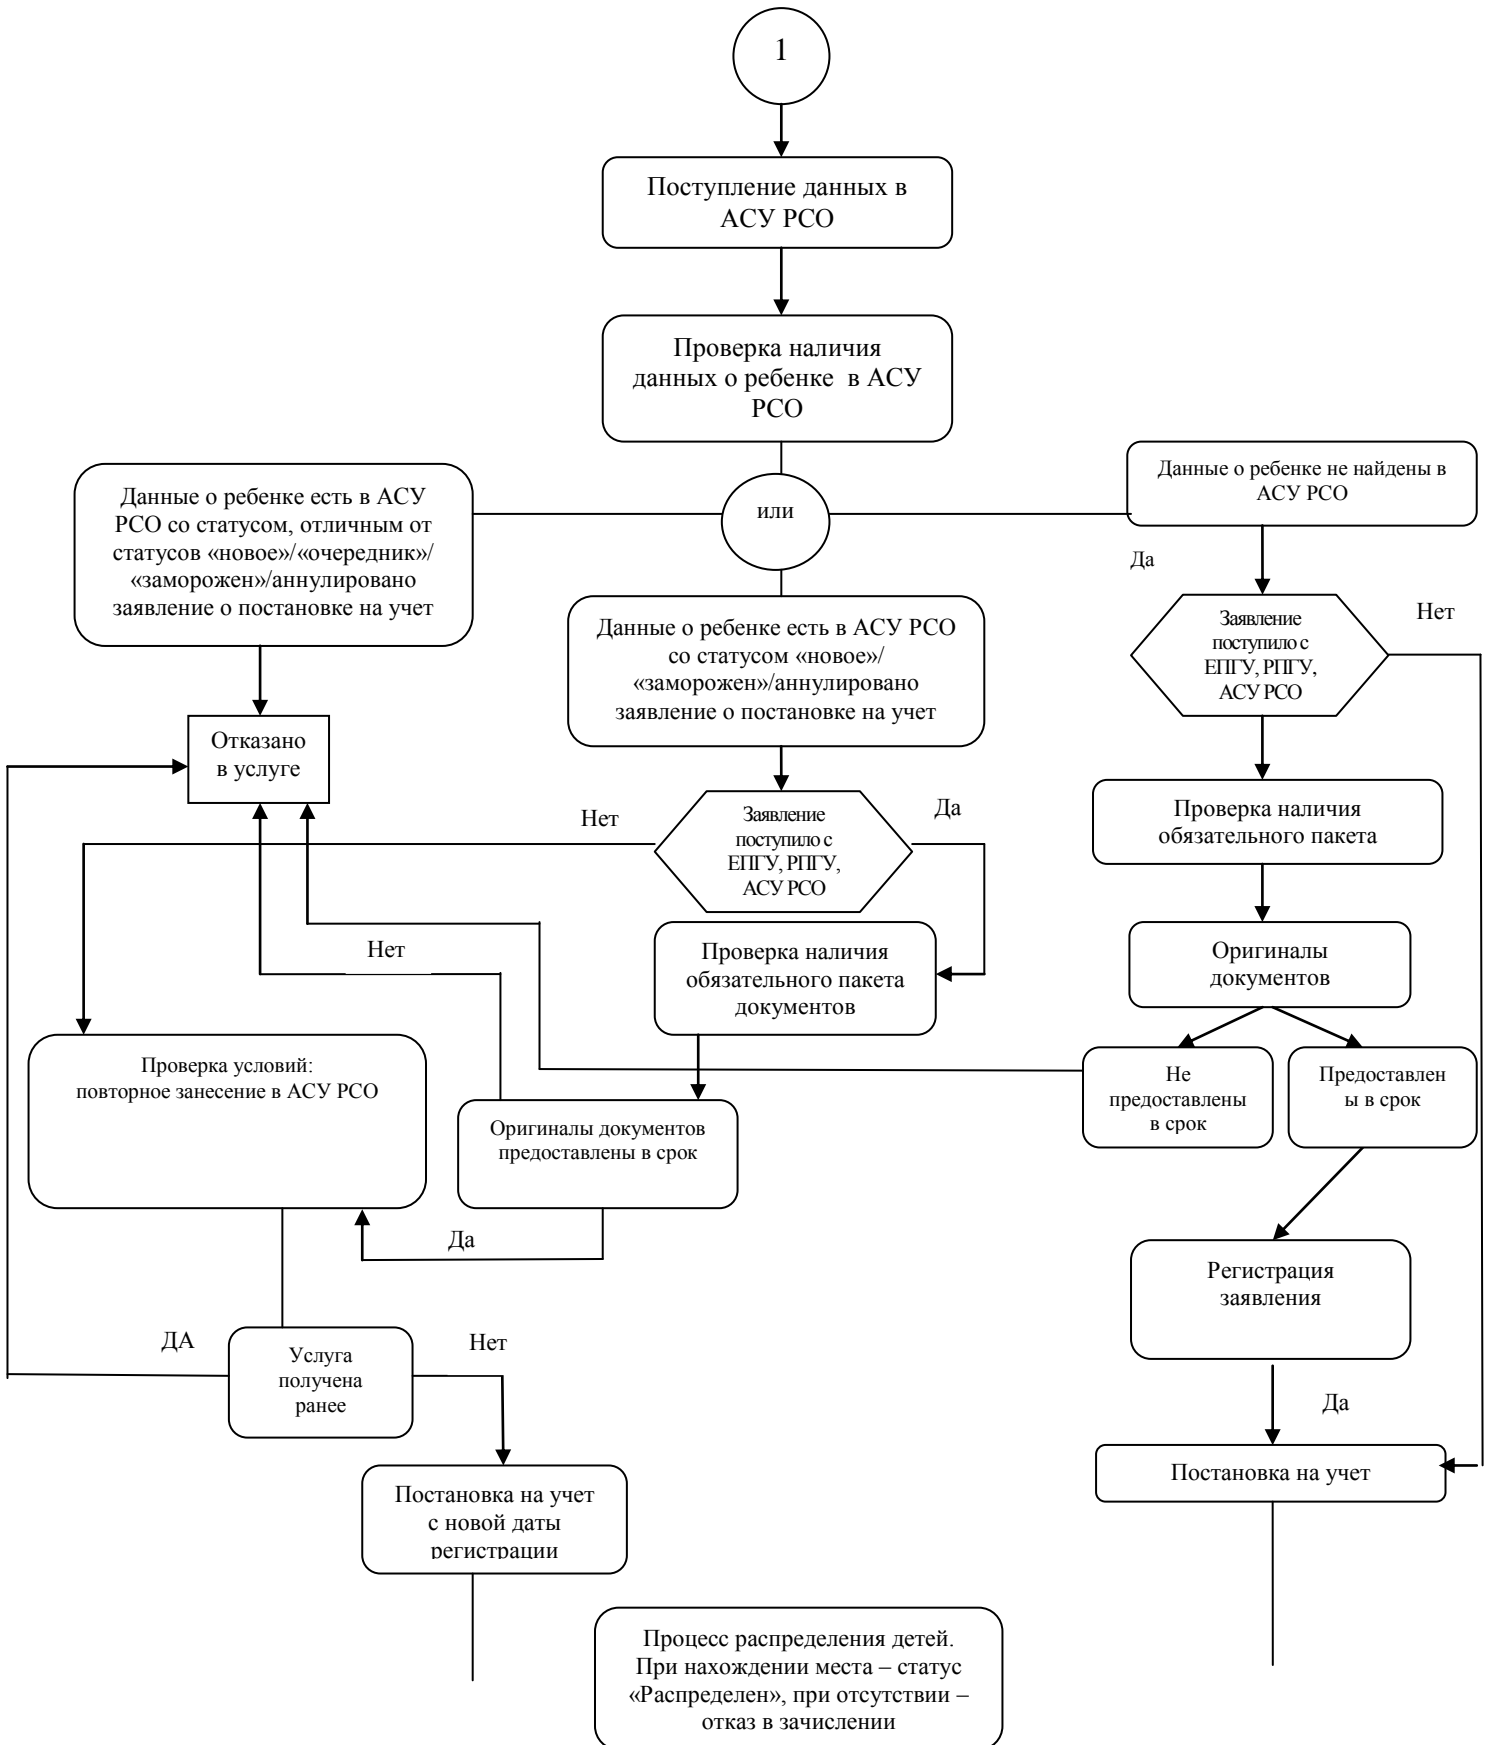 1
Поступление данных в
АСУ РСО
Проверка наличия
данных о ребенке в АСУ
РСО
или
Данные о ребенке есть в АСУ
РСО со статусом, отличным от
статусов «новое»/«очередник»/
«заморожен»/аннулировано
заявление о постановке на учет
Данные о ребенке не найдены в
АСУ РСО
Да
Данные о ребенке есть в АСУ РСО
со статусом «новое»/
«заморожен»/аннулировано
заявление о постановке на учет
Заявление
поступило с
ЕПГУ, РПГУ,
АСУ РСО
Нет
Отказано
в услуге
Нет
Заявление
поступило с
ЕПГУ, РПГУ,
АСУ РСО
Да
Проверка наличия
обязательного пакета
Нет
Проверка наличия
обязательного пакета
документов
Оригиналы
документов
Проверка условий:
повторное занесение в АСУ РСО
Оригиналы документов
предоставлены в срок
Не
предоставлены
в срок
Предоставлен
ы в срок
Да
Регистрация
заявления
ДА
Услуга
получена
ранее
Нет
Да
Постановка на учет
с новой даты
регистрации
Постановка на учет
Процесс распределения детей.
При нахождении места – статус
«Распределен», при отсутствии –
отказ в зачислении